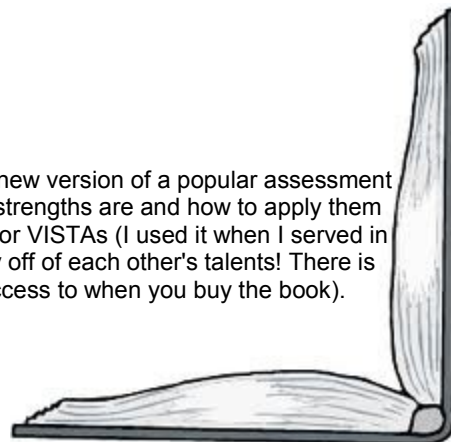 new version of a popular assessment
strengths are and how to apply them
or VISTAs (I used it when I served in
off of each other's talents! There is
ccess to when you buy the book).